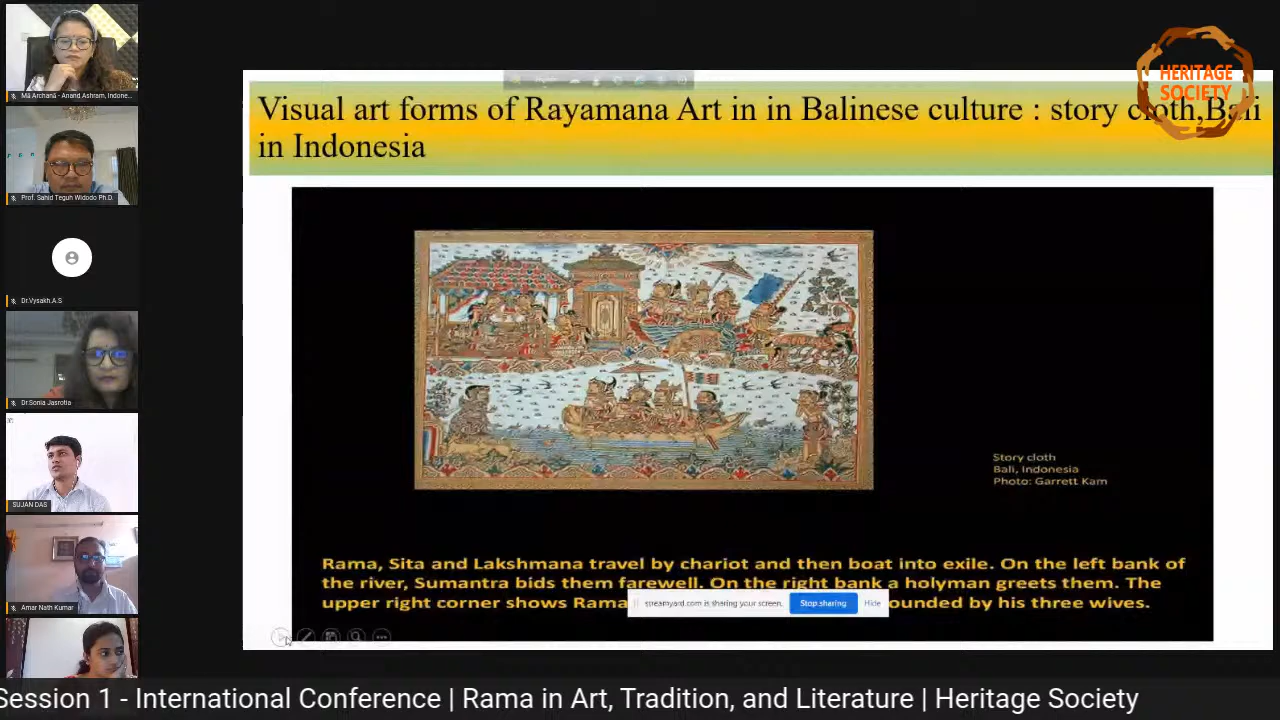 Mā Archanā - Anand Ashram, Indone...
Prof. Sahid Teguh Widodo Ph.D.
Dr.Vysakh.A.S
Dr.Sonia Jasrotia
SUJAN DAS
Amar Nath Kumar
HERITAGE
SOCIETY
Visual art forms of Rayamana Art in in Balinese culture : story cloth,Bali
in Indonesia
Story cloth
Bali, Indonesia
Photo: Garrett Kam
Rama, Sita and Lakshmana travel by chariot and then boat into exile. On the left bank of
the river, Sumantra bids them farewell. On the right bank a holyman greets them. The
upper right corner shows Rama ounded by his three wives.
streamyard.com is sharing your screen.
Stop sharing
Hide
Session 1 - International Conference | Rama in Art, Tradition, and Literature | Heritage Society